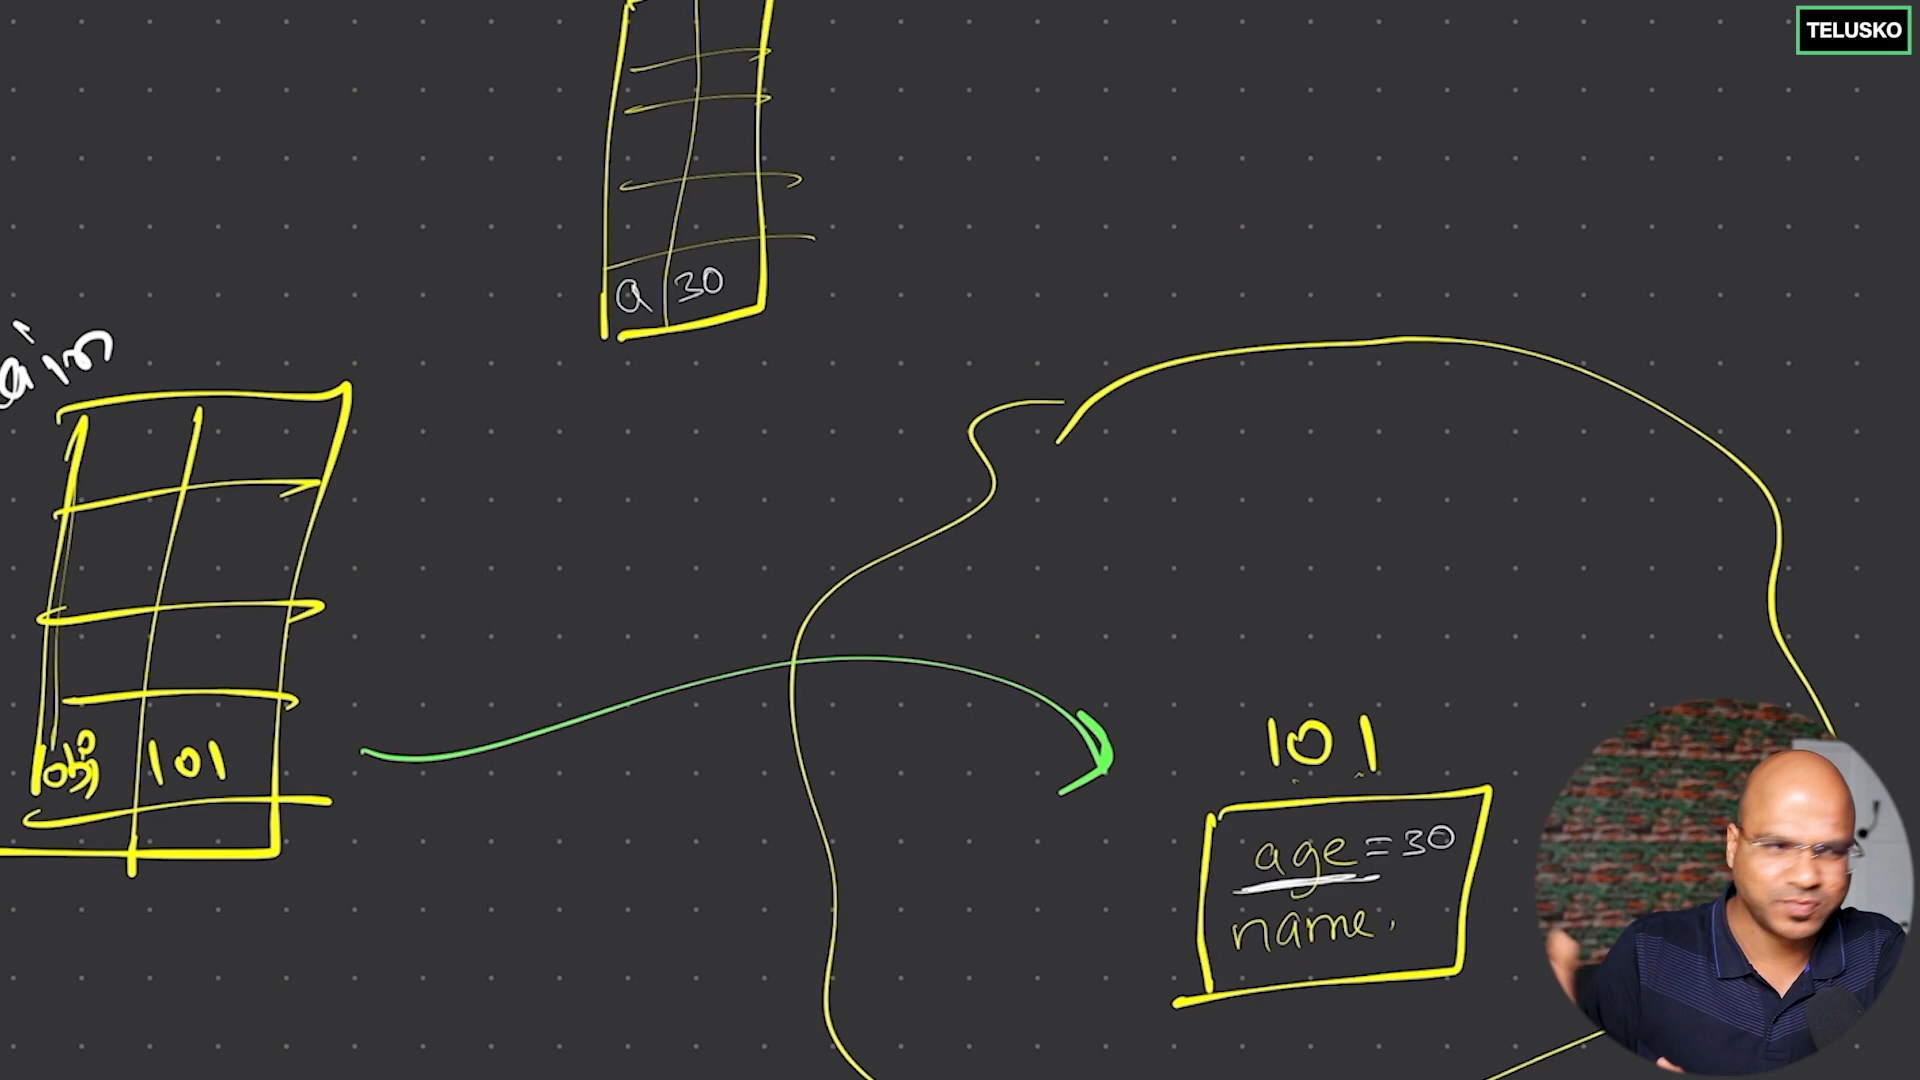 TELUSKO
a 30
ain
obj 101
101
age = 30
name.